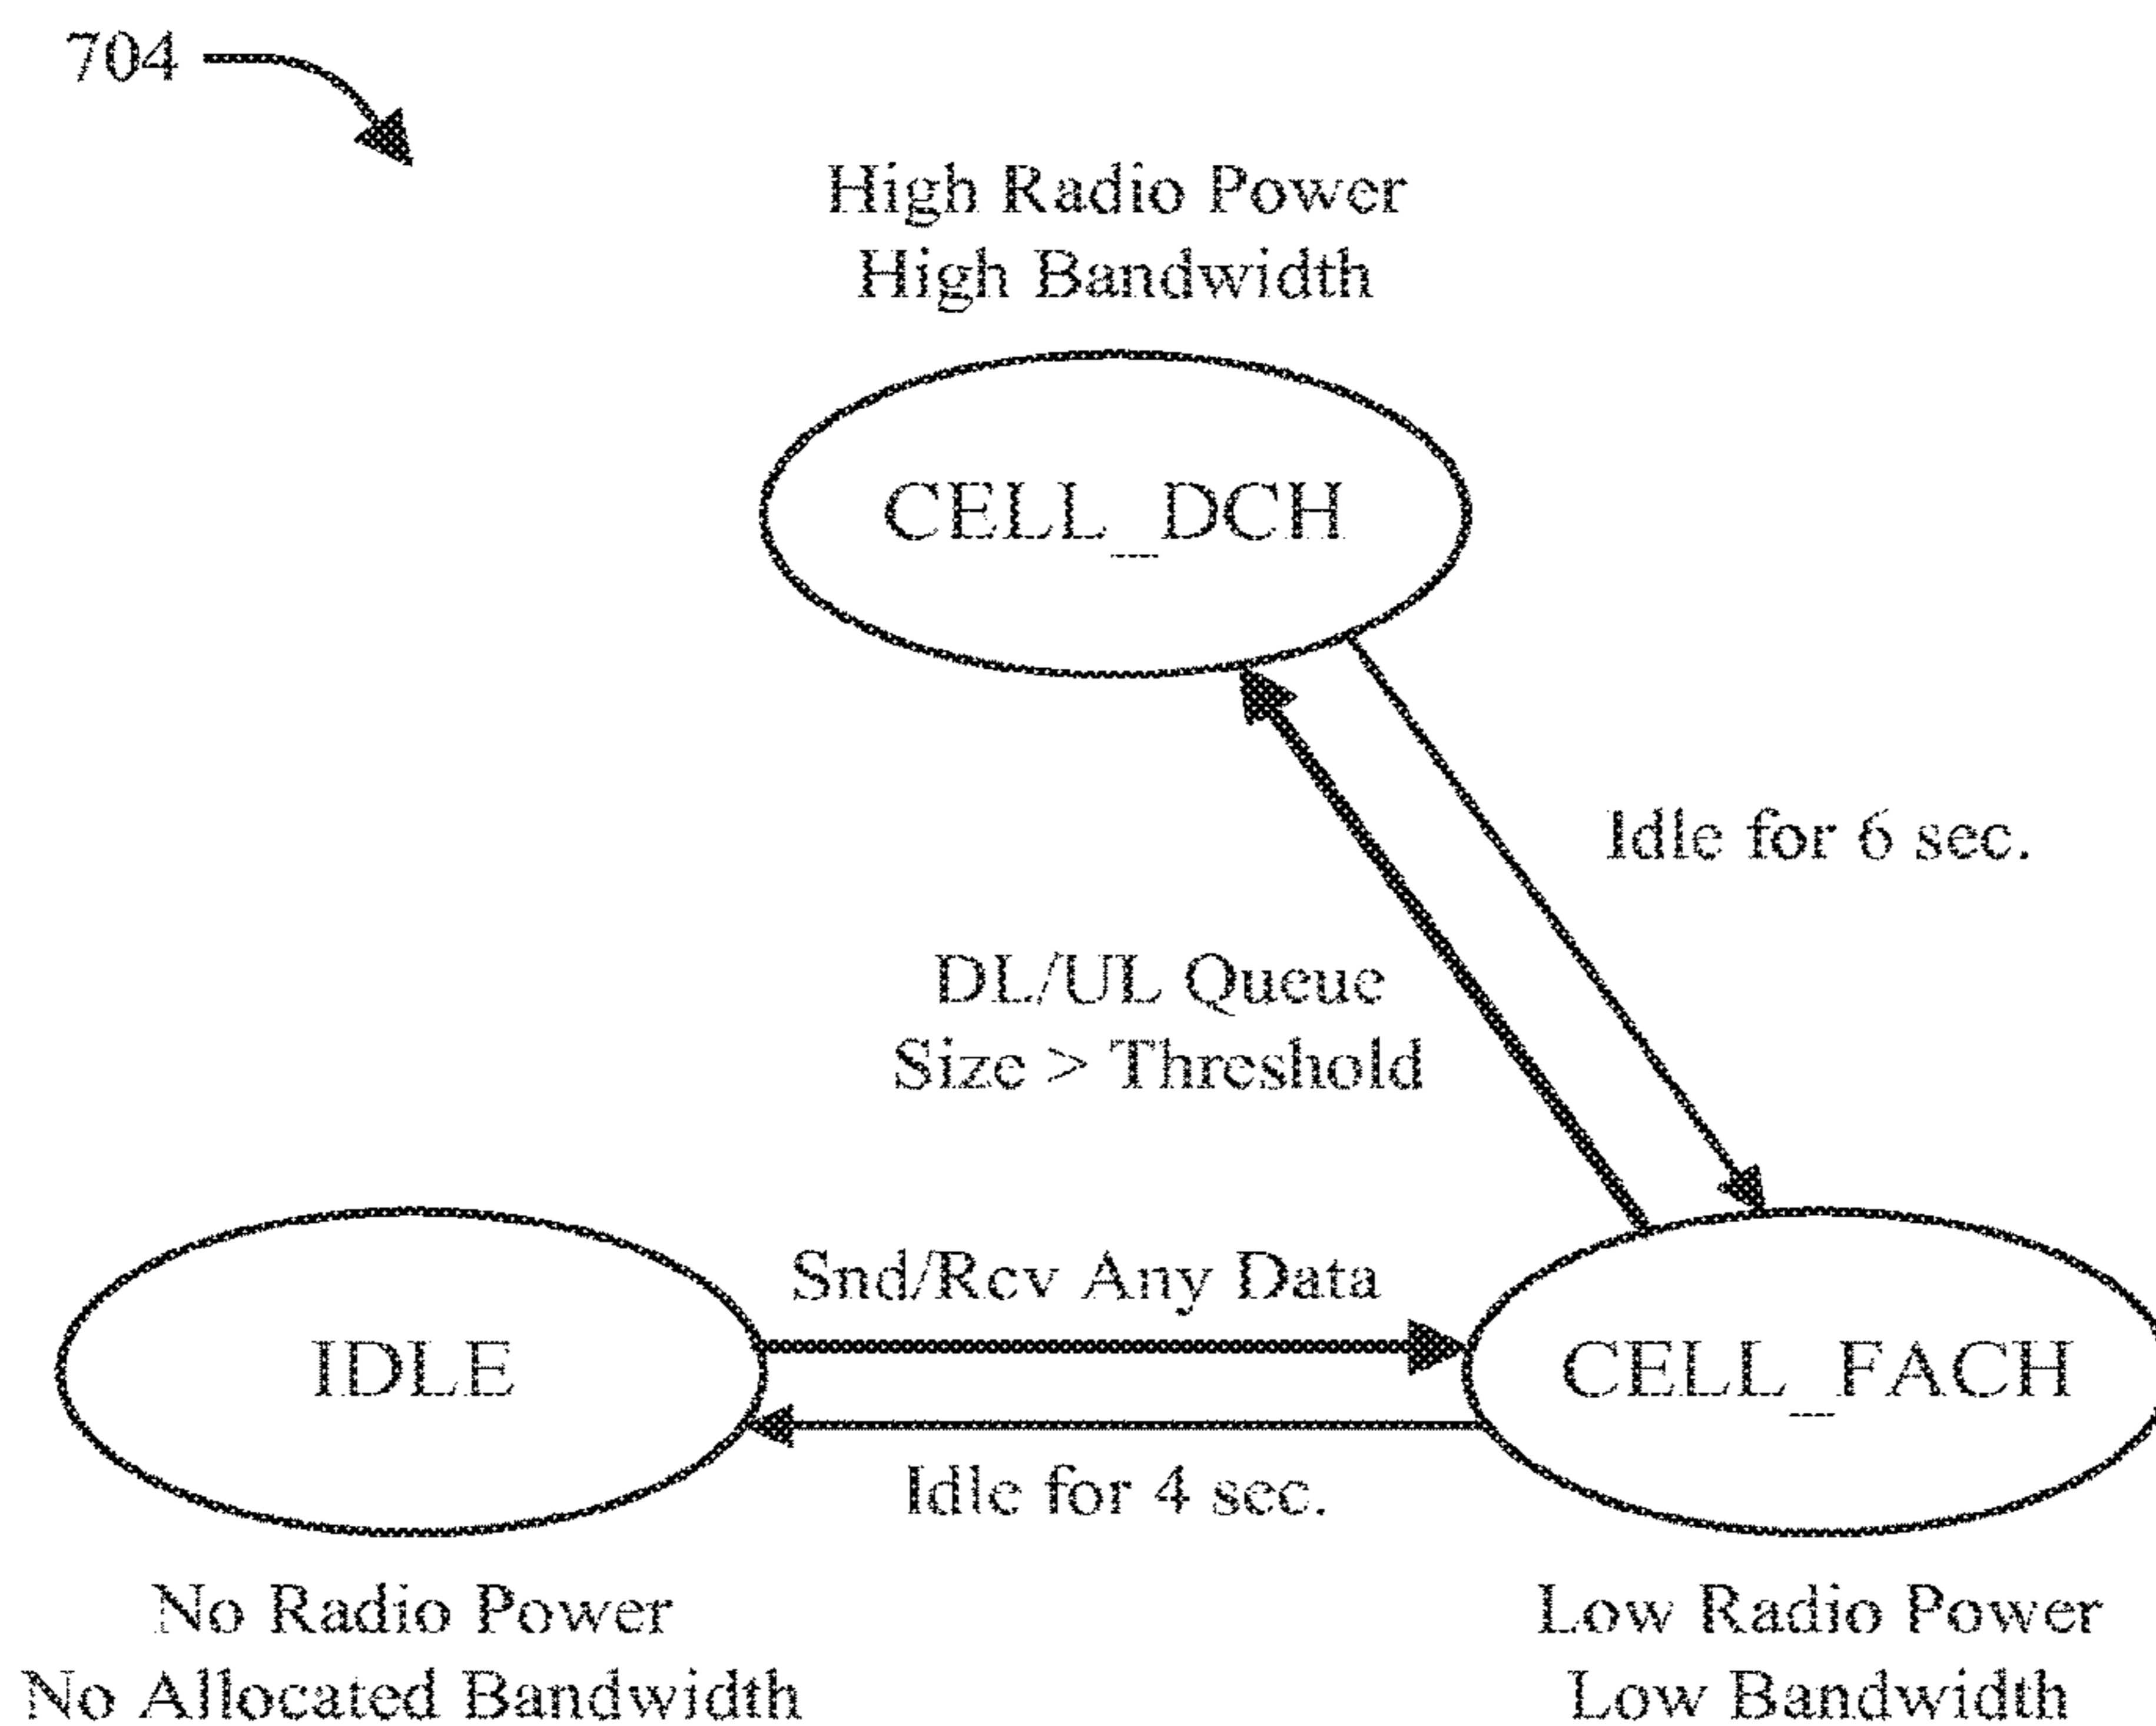 704
High Radio Power
High Bandwidth
CELL_DCH
Idle for 6 sec.
DL/UL Queue
Size > Threshold
Snd/Rcv Any Data
IDLE
CELL_FACH
Idle for 4 sec.
No Radio Power
No Allocated Bandwidth
Low Radio Power
Low Bandwidth